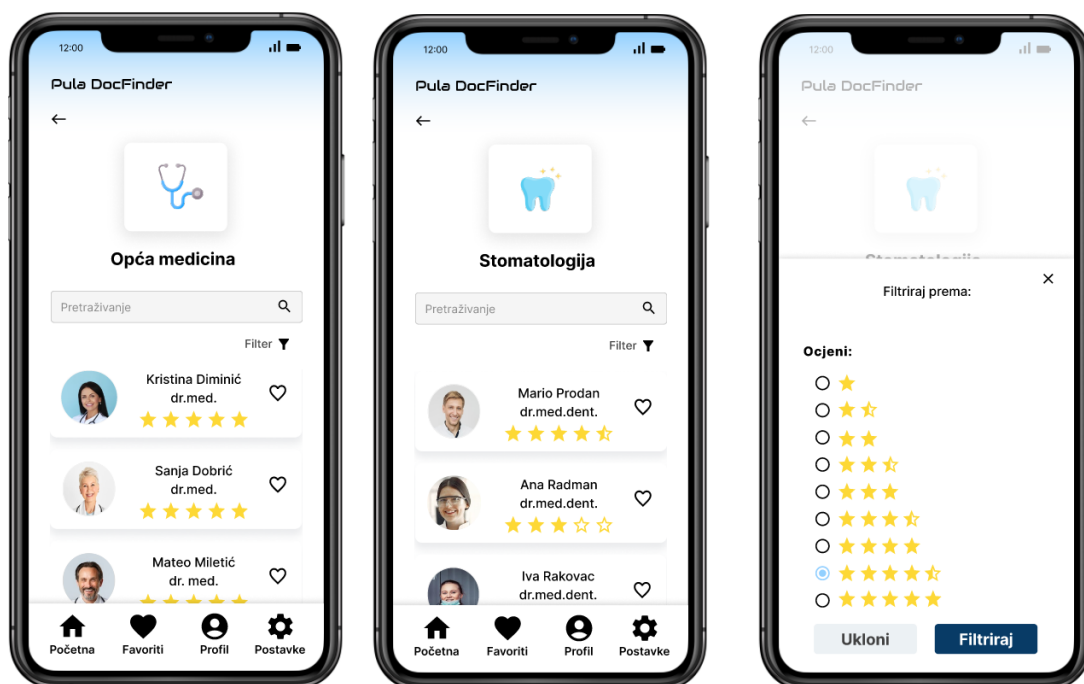 12:00
Pula DocFinder
Opća medicina
Pretraživanje
Filter
Kristina Diminić
dr.med.
Sanja Dobrić
dr.med.
Mateo Miletić
dr. med.
Početna Favoriti Profil Postavke
12:00
Pula DocFinder
Stomatologija
Pretraživanje
Filter
Mario Prodan
dr.med.dent.
Ana Radman
dr.med.dent.
Iva Rakovac
dr.med.dent.
Početna Favoriti Profil Postavke
12:00
Pula DocFinder
Stomatologija
Filtriraj prema:
Ocjeni:
Ukloni Filtriraj